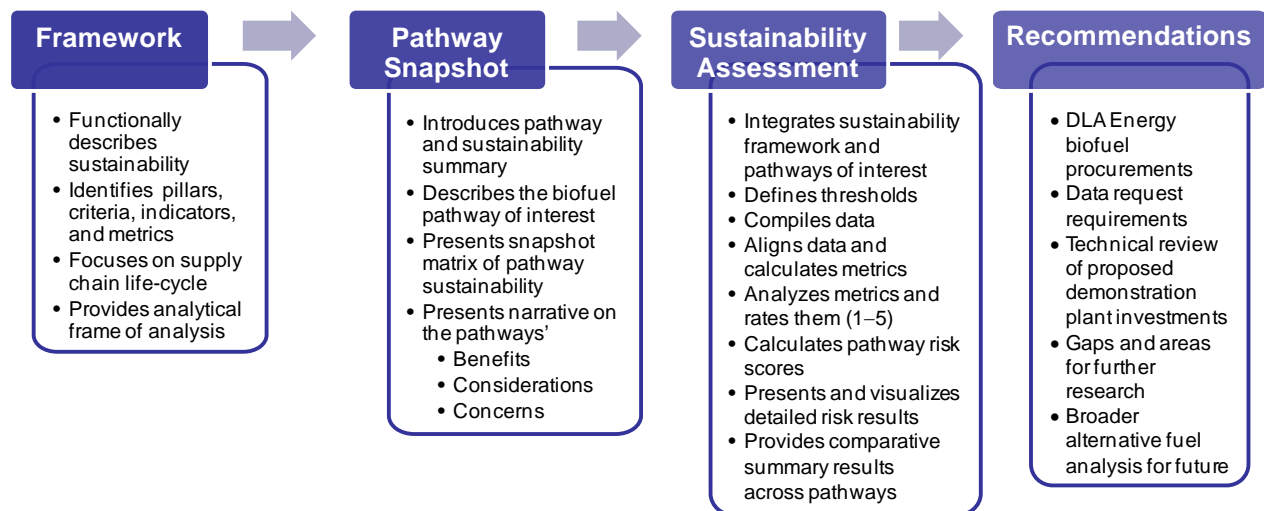 Framework
• Functionally
describes
sustainability
• Identifies pillars,
criteria, indicators,
and metrics
• Focuses on supply
chain life-cycle
• Provides analytical
frame of analysis
Pathway
Snapshot
• Introduces pathway
and sustainability
summary
• Describes the biofuel
pathway of interest
• Presents snapshot
matrix of pathway
sustainability
• Presents narrative on
the pathways’
• Benefits
• Considerations
• Concerns
Sustainability
Assessment
• Integrates sustainability
framework and
pathways of interest
• Defines thresholds
• Compiles data
• Aligns data and
calculates metrics
• Analyzes metrics and
rates them (1–5)
• Calculates pathway risk
scores
• Presents and visualizes
detailed risk results
• Provides comparative
summary results
across pathways
Recommendations
• DLA Energy
biofuel
procurements
• Data request
requirements
• Technical review
of proposed
demonstration
plant investments
• Gaps and areas
for further
research
• Broader
alternative fuel
analysis for future